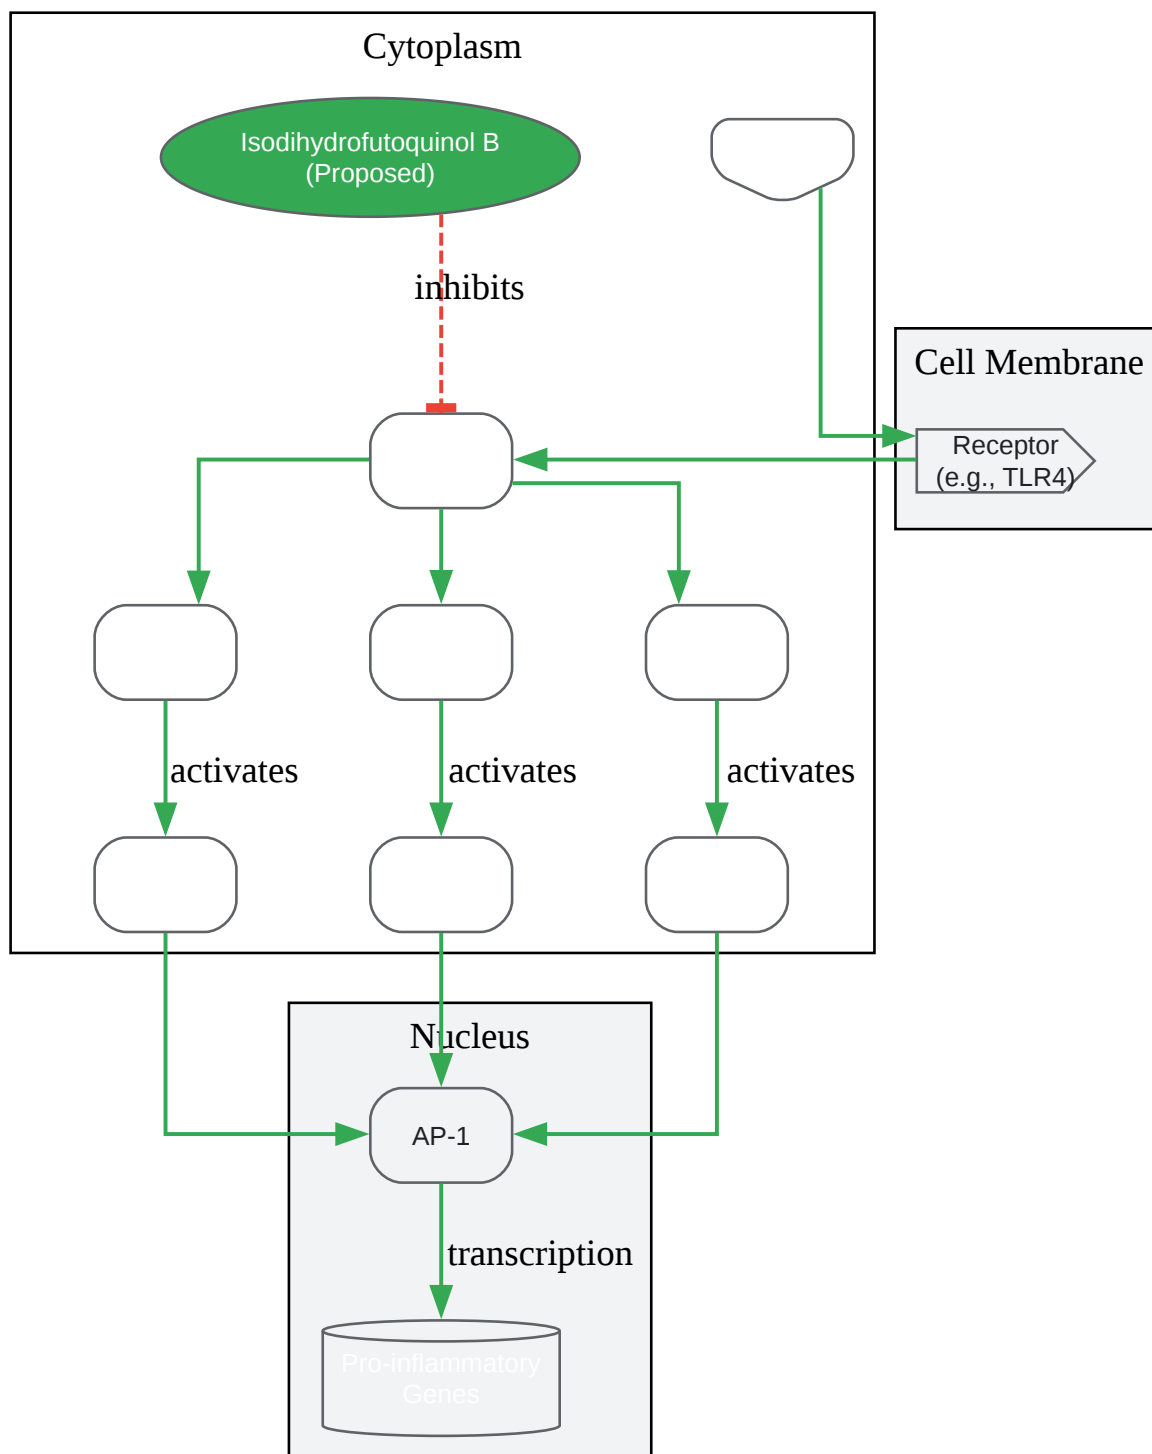 Cytoplasm
Isodihydrofutoquinol B
(Proposed)
inhibits
Cell Membrane
Receptor
(e.g., TLR4)
activates
activates
activates
Nucleus
AP-1
transcription
Pro-inflammatory
Genes